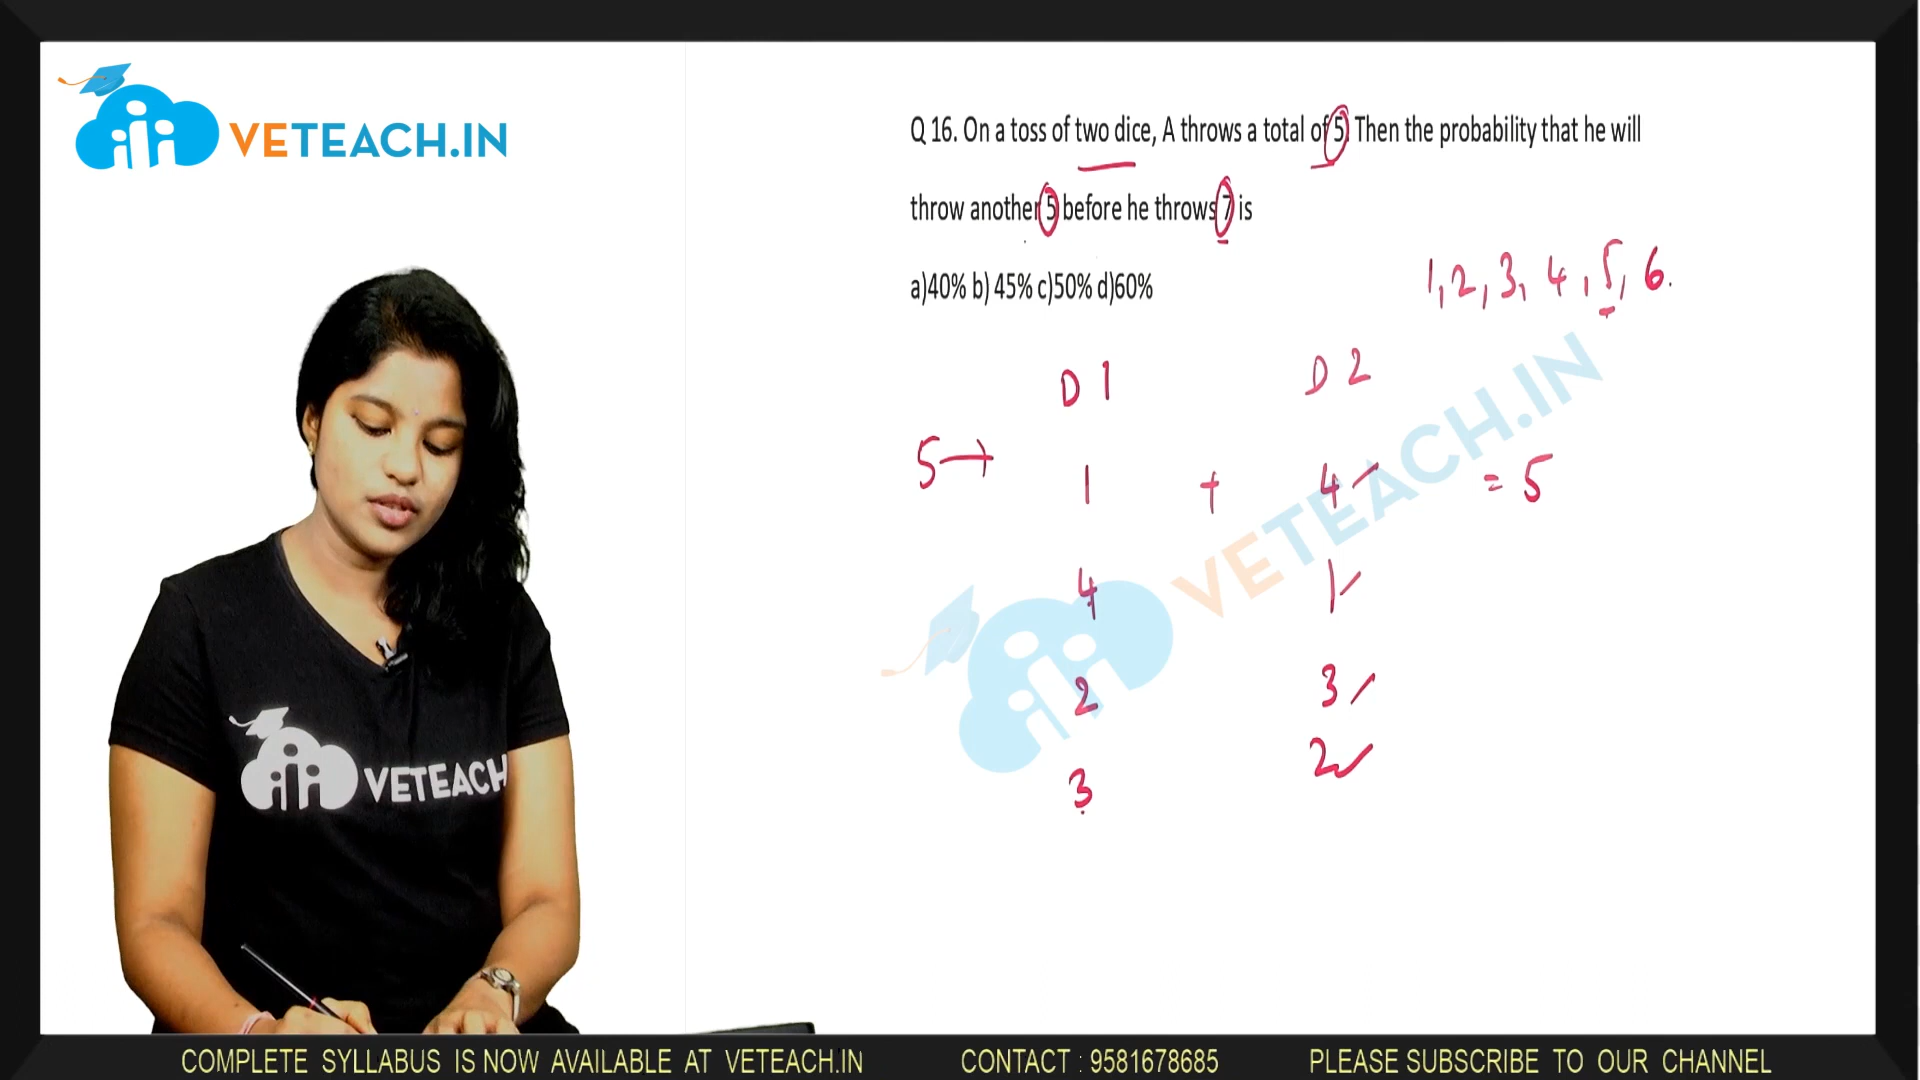 VETEACH.IN
Q 16. On a toss of two dice, A throws a total of 5. Then the probability that he will
throw another 5 before he throws 7 is
a)40% b) 45% c)50% d)60%
1, 2, 3, 4, 5, 6.
D1 D2
5→ 1 + 4 = 5
4 1
2 3
3 2
VETEACH.IN
VETEACH
COMPLETE SYLLABUS IS NOW AVAILABLE AT VETEACH.IN CONTACT : 9581678685 PLEASE SUBSCRIBE TO OUR CHANNEL